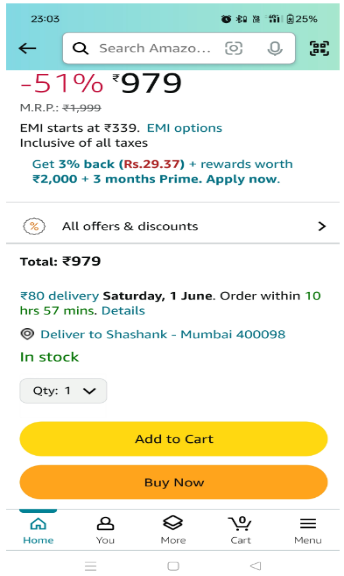 23:03
25%
Search Amazo...
-51% ₹979
M.R.P.: ₹1,999
EMI starts at ₹339. EMI options
Inclusive of all taxes
Get 3% back (Rs.29.37) + rewards worth
₹2,000 + 3 months Prime. Apply now.
% All offers & discounts
Total: ₹979
₹80 delivery Saturday, 1 June. Order within 10
hrs 57 mins. Details
Deliver to Shashank - Mumbai 400098
In stock
Qty: 1
Add to Cart
Buy Now
0
Home You More Cart Menu